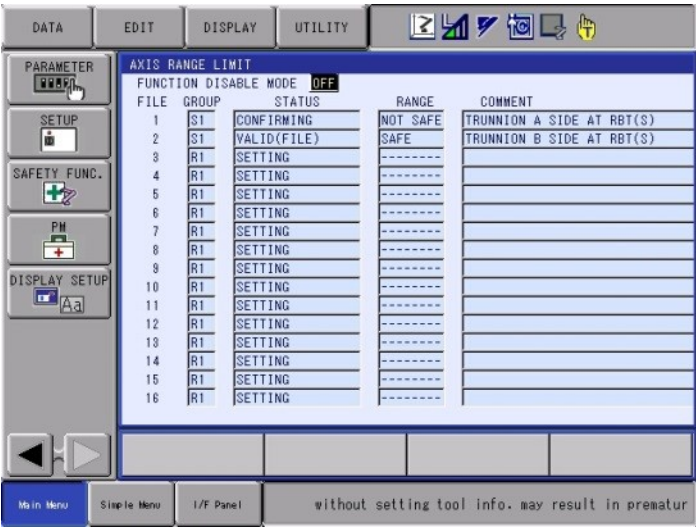 DATA EDIT DISPLAY UTILITY
PARAMETER
SETUP
SAFETY FUNC.
PM
DISPLAY SETUP
Aa
AXIS RANGE LIMIT
FUNCTION DISABLE MODE OFF
FILE GROUP STATUS RANGE COMMENT
1 S1 CONFIRMING NOT SAFE TRUNNION A SIDE AT RBT(S)
2 S1 VALID(FILE) SAFE TRUNNION B SIDE AT RBT(S)
3 R1 SETTING --------
4 R1 SETTING --------
5 R1 SETTING --------
6 R1 SETTING --------
7 R1 SETTING --------
8 R1 SETTING --------
9 R1 SETTING --------
10 R1 SETTING --------
11 R1 SETTING --------
12 R1 SETTING --------
13 R1 SETTING --------
14 R1 SETTING --------
15 R1 SETTING --------
16 R1 SETTING --------
Main Menu Simple Menu I/F Panel without setting tool info. may result in prematur